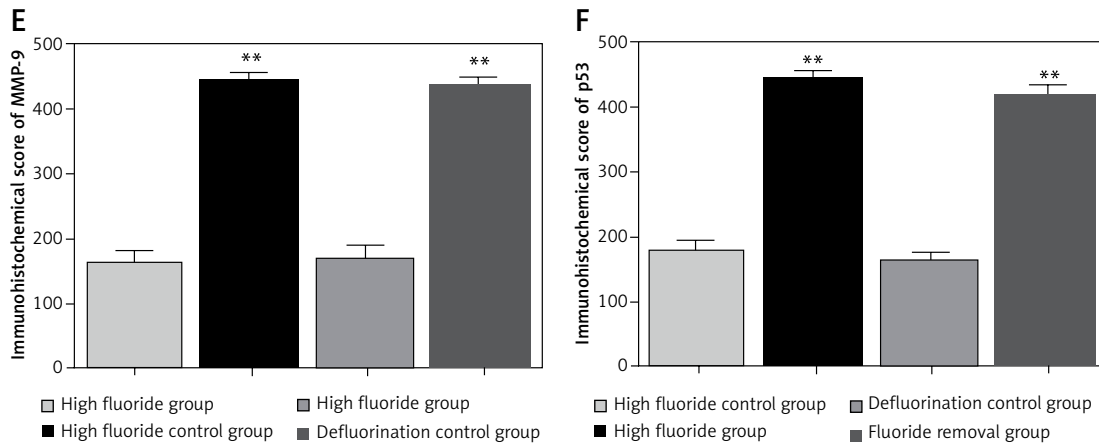 E
Immunohistochemical score of MMP-9
500
400
300
200
100
0
**
**
High fluoride group
High fluoride control group
High fluoride group
Defluorination control group
F
Immunohistochemical score of p53
500
400
300
200
100
0
**
**
High fluoride control group
High fluoride group
Defluorination control group
Fluoride removal group